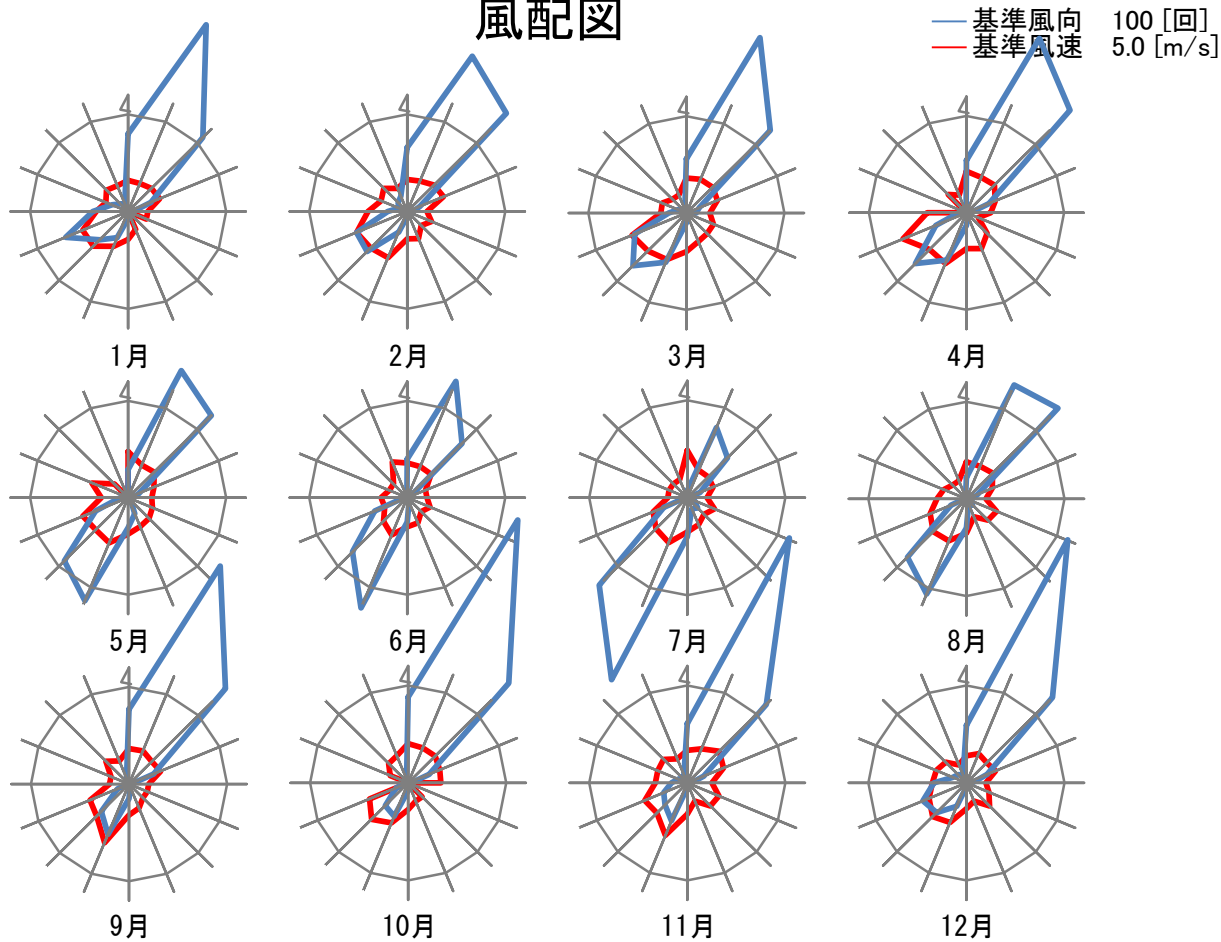 風配図
基準風向 100 [回]
基準風速 5.0 [m/s]
1月 2月 3月 4月
5月 6月 7月 8月
9月 10月 11月 12月